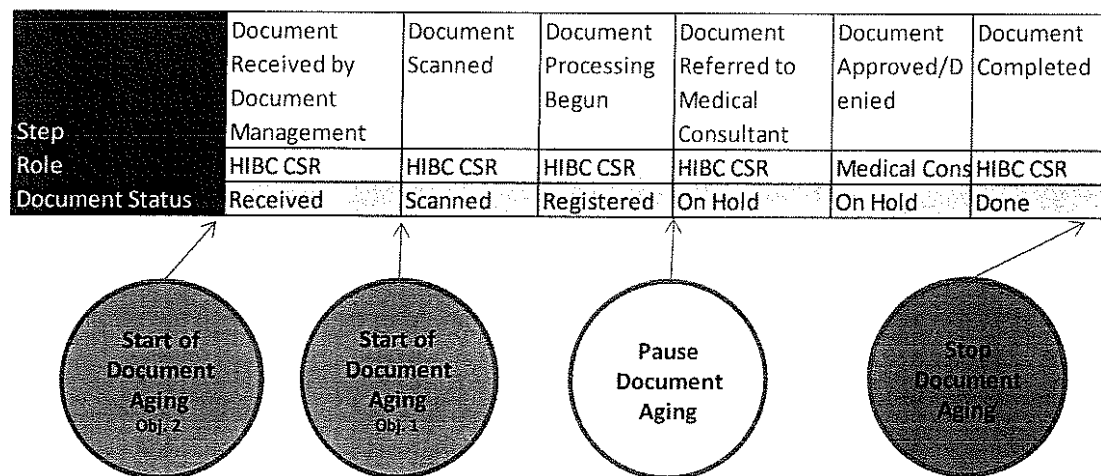 Document Document Document Document Document Document
Received by Scanned Processing Referred to Approved/D Completed
Document Begun Medical enied
Step Management Consultant
Role HIBC CSR HIBC CSR HIBC CSR HIBC CSR Medical Cons HIBC CSR
Document Status Received Scanned Registered On Hold On Hold Done
Start of
Document
Aging
Obj. 2
Start of
Document
Aging
Obj. 1
Pause
Document
Aging
Stop
Document
Aging